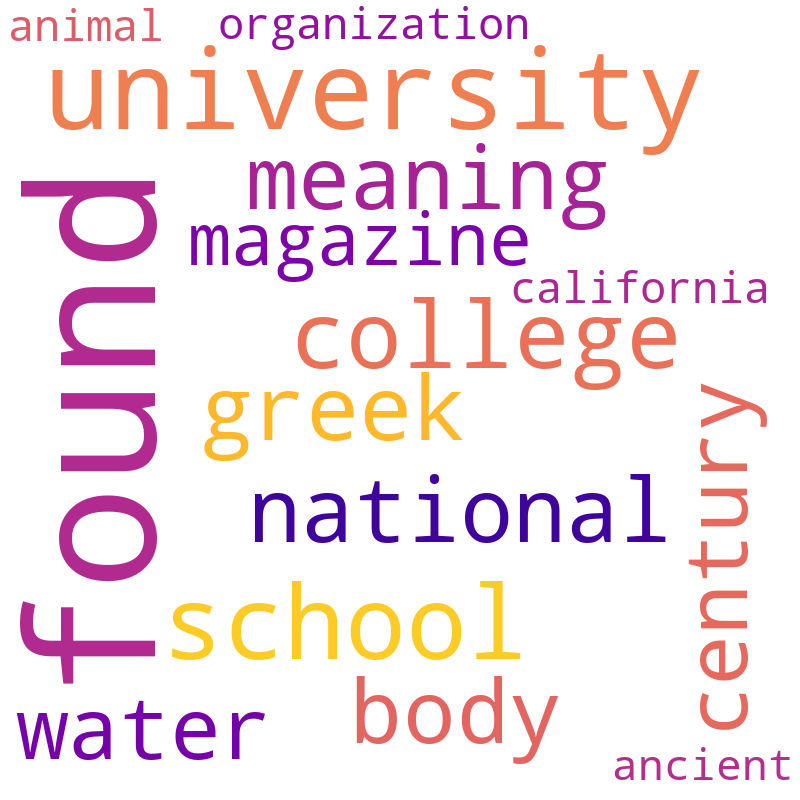 animal
organization
university
meaning
magazine
california
found
college
greek
century
national
school
body
water
ancient